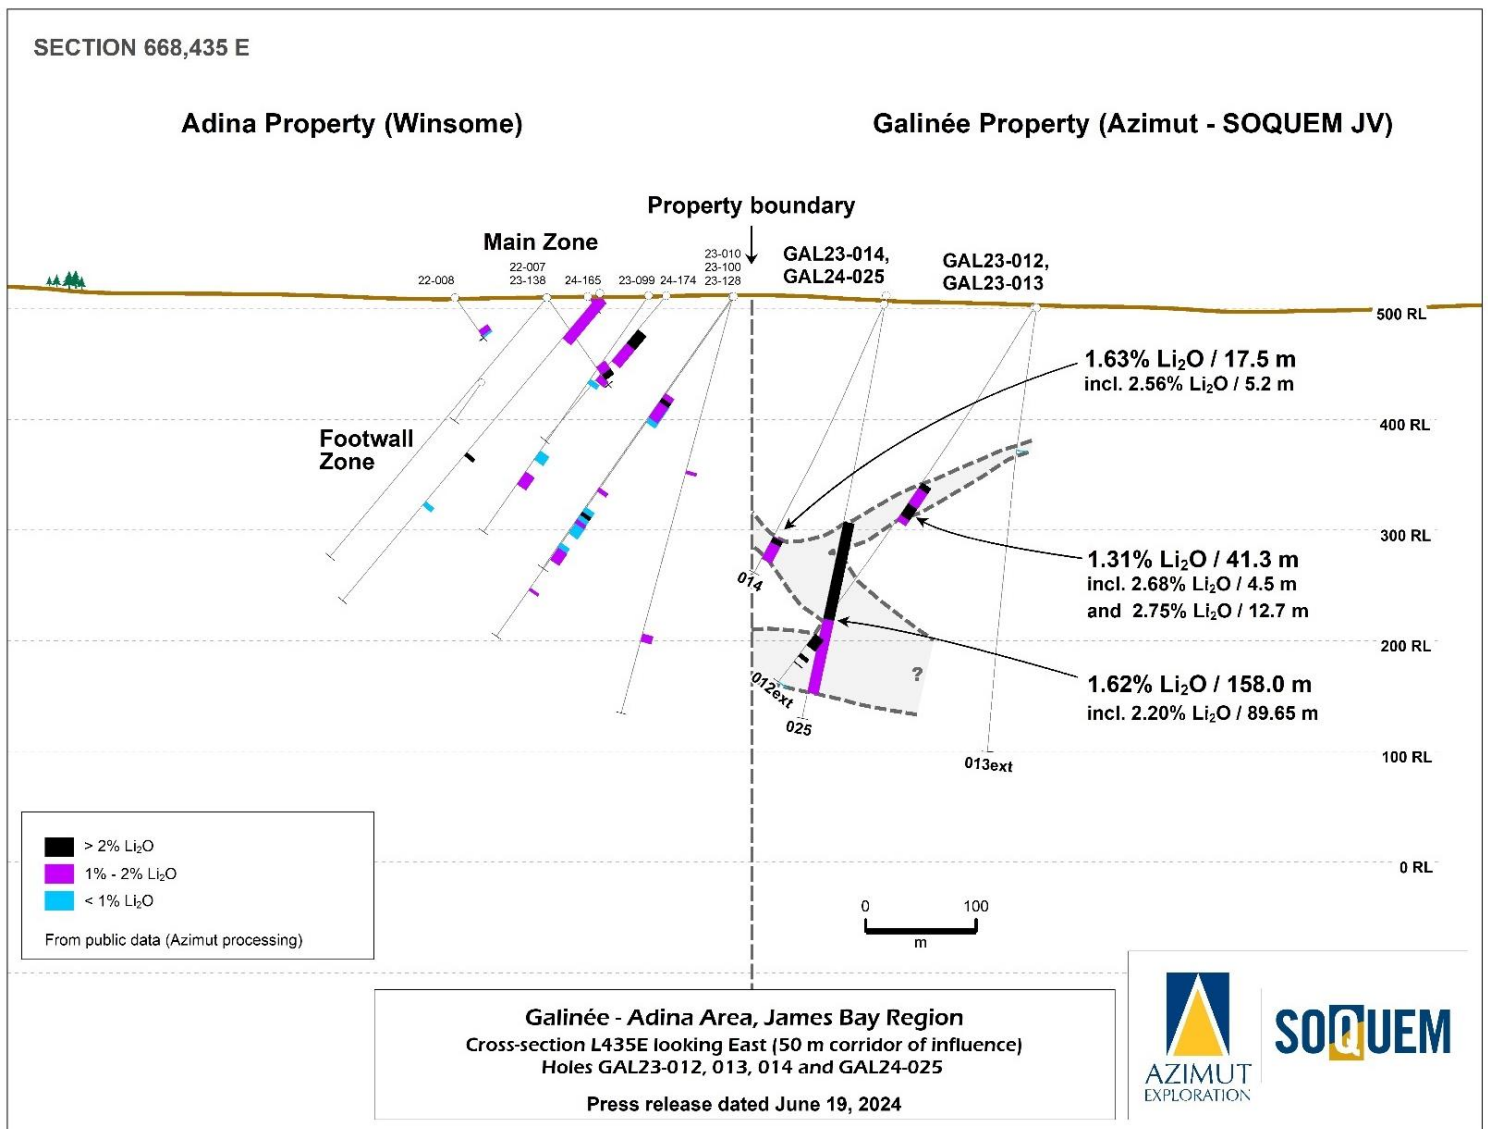 SECTION 668,435 E
Adina Property (Winsome)
Galinée Property (Azimut - SOQUEM JV)
Property boundary
Main Zone
22-008
22-007
23-138
24-165
23-099
24-174
23-010
23-100
23-128
GAL23-014,
GAL24-025
GAL23-012,
GAL23-013
500 RL
1.63% Li₂O / 17.5 m
incl. 2.56% Li₂O / 5.2 m
400 RL
Footwall
Zone
300 RL
?
014
1.31% Li₂O / 41.3 m
incl. 2.68% Li₂O / 4.5 m
and 2.75% Li₂O / 12.7 m
200 RL
?
012ext
025
1.62% Li₂O / 158.0 m
incl. 2.20% Li₂O / 89.65 m
100 RL
013ext
> 2% Li₂O
1% - 2% Li₂O
< 1% Li₂O
From public data (Azimut processing)
0 RL
0 100
m
Galinée - Adina Area, James Bay Region
Cross-section L435E looking East (50 m corridor of influence)
Holes GAL23-012, 013, 014 and GAL24-025
Press release dated June 19, 2024
AZIMUT
EXPLORATION
SOQUEM